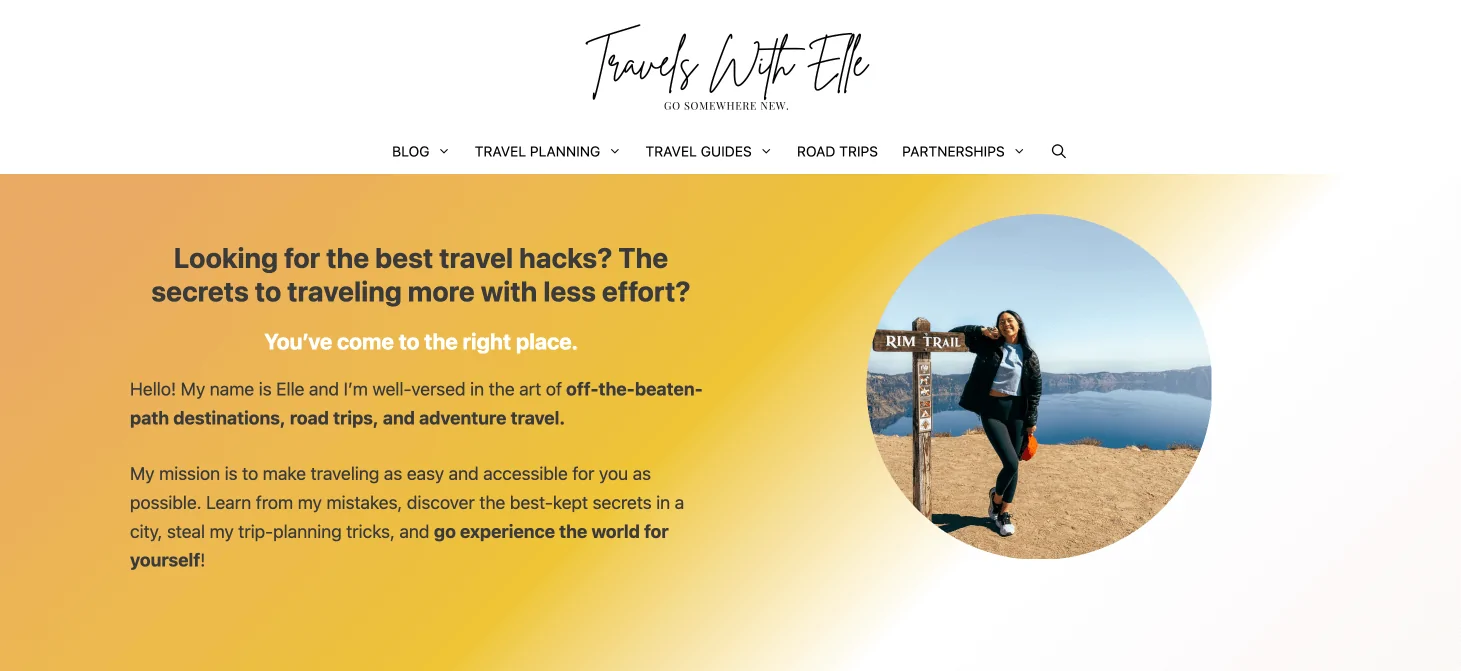 Travels With Elle
GO SOMEWHERE NEW.
BLOG TRAVEL PLANNING TRAVEL GUIDES ROAD TRIPS PARTNERSHIPS
Looking for the best travel hacks? The
secrets to traveling more with less effort?
You’ve come to the right place.
Hello! My name is Elle and I’m well-versed in the art of off-the-beaten-
path destinations, road trips, and adventure travel.
My mission is to make traveling as easy and accessible for you as
possible. Learn from my mistakes, discover the best-kept secrets in a
city, steal my trip-planning tricks, and go experience the world for
yourself!
RIM TRAIL